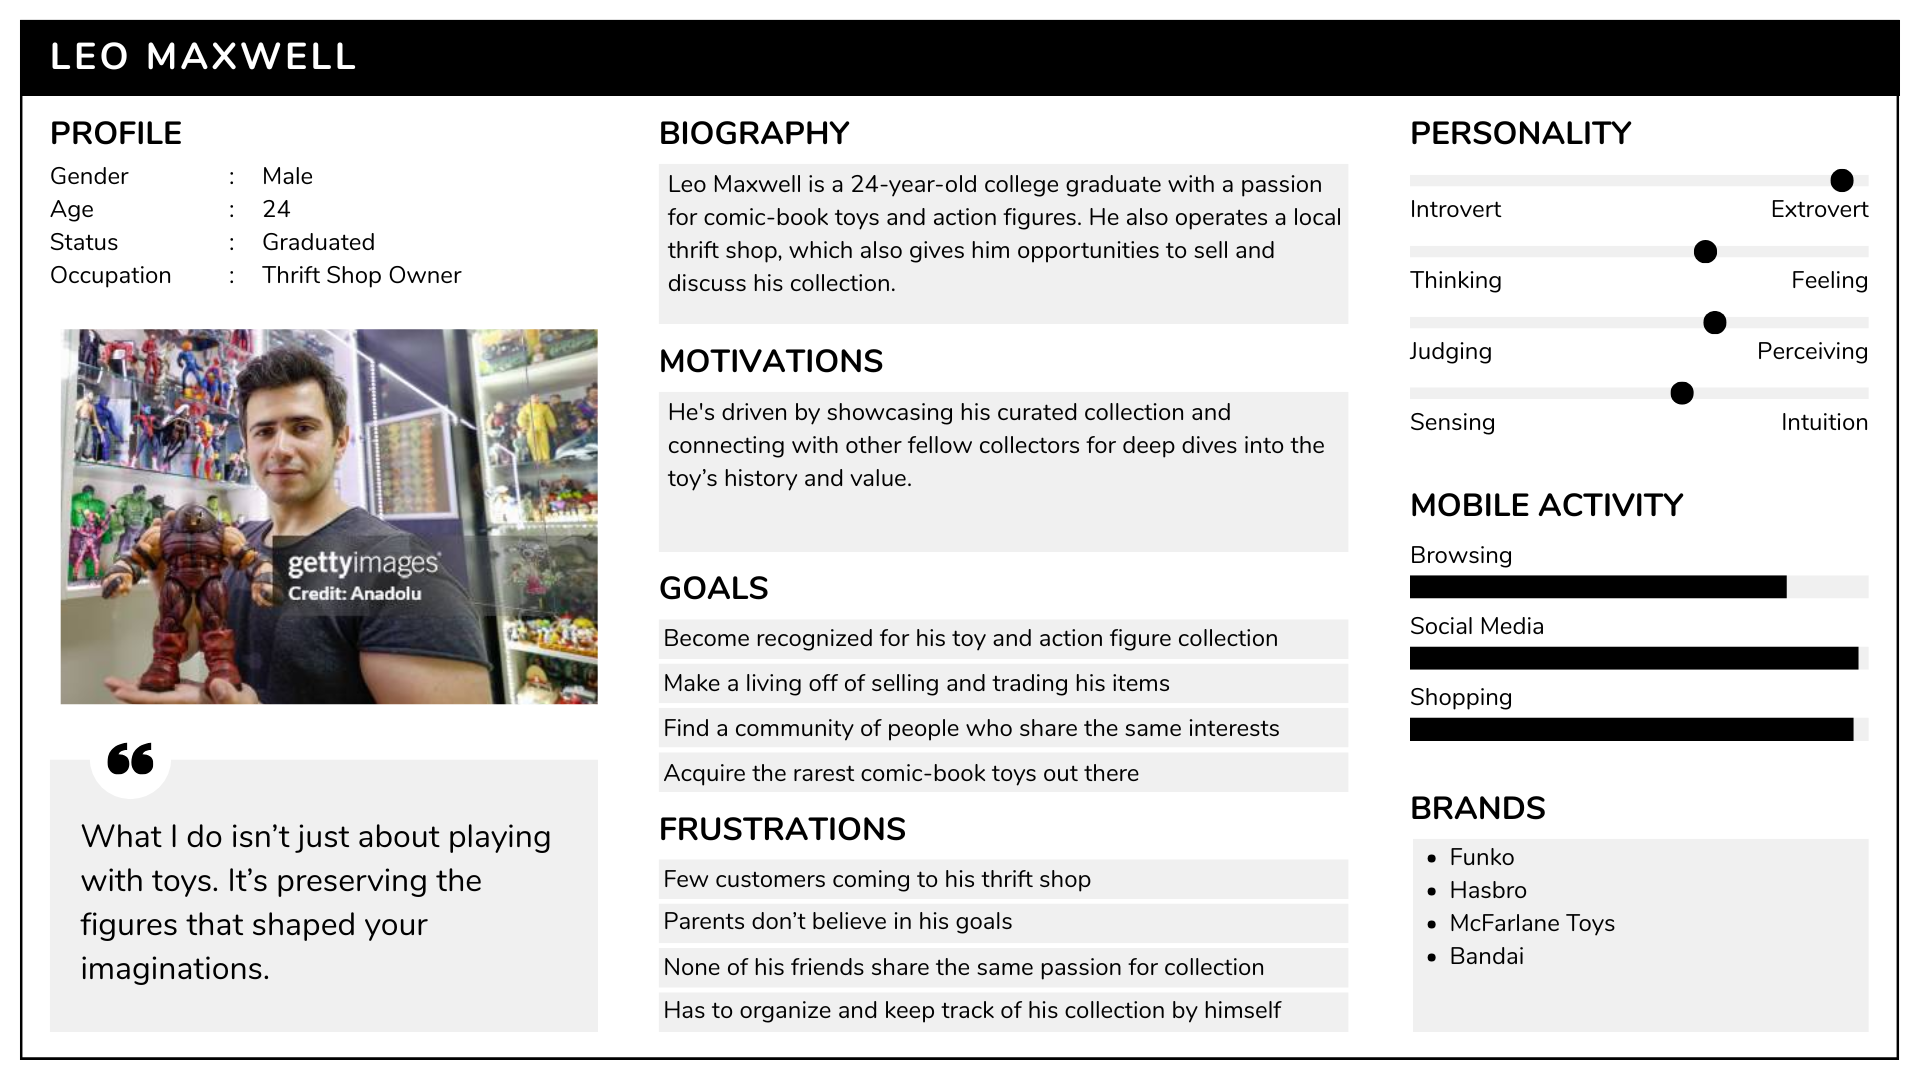 LEO MAXWELL
PROFILE
Gender : Male
Age : 24
Status : Graduated
Occupation : Thrift Shop Owner
gettyimages®
Credit: Anadolu
“
What I do isn’t just about playing
with toys. It’s preserving the
figures that shaped your
imaginations.
BIOGRAPHY
Leo Maxwell is a 24-year-old college graduate with a passion
for comic-book toys and action figures. He also operates a local
thrift shop, which also gives him opportunities to sell and
discuss his collection.
MOTIVATIONS
He's driven by showcasing his curated collection and
connecting with other fellow collectors for deep dives into the
toy’s history and value.
GOALS
Become recognized for his toy and action figure collection
Make a living off of selling and trading his items
Find a community of people who share the same interests
Acquire the rarest comic-book toys out there
FRUSTRATIONS
Few customers coming to his thrift shop
Parents don’t believe in his goals
None of his friends share the same passion for collection
Has to organize and keep track of his collection by himself
PERSONALITY
Introvert Extrovert
Thinking Feeling
Judging Perceiving
Sensing Intuition
MOBILE ACTIVITY
Browsing
Social Media
Shopping
BRANDS
• Funko
• Hasbro
• McFarlane Toys
• Bandai